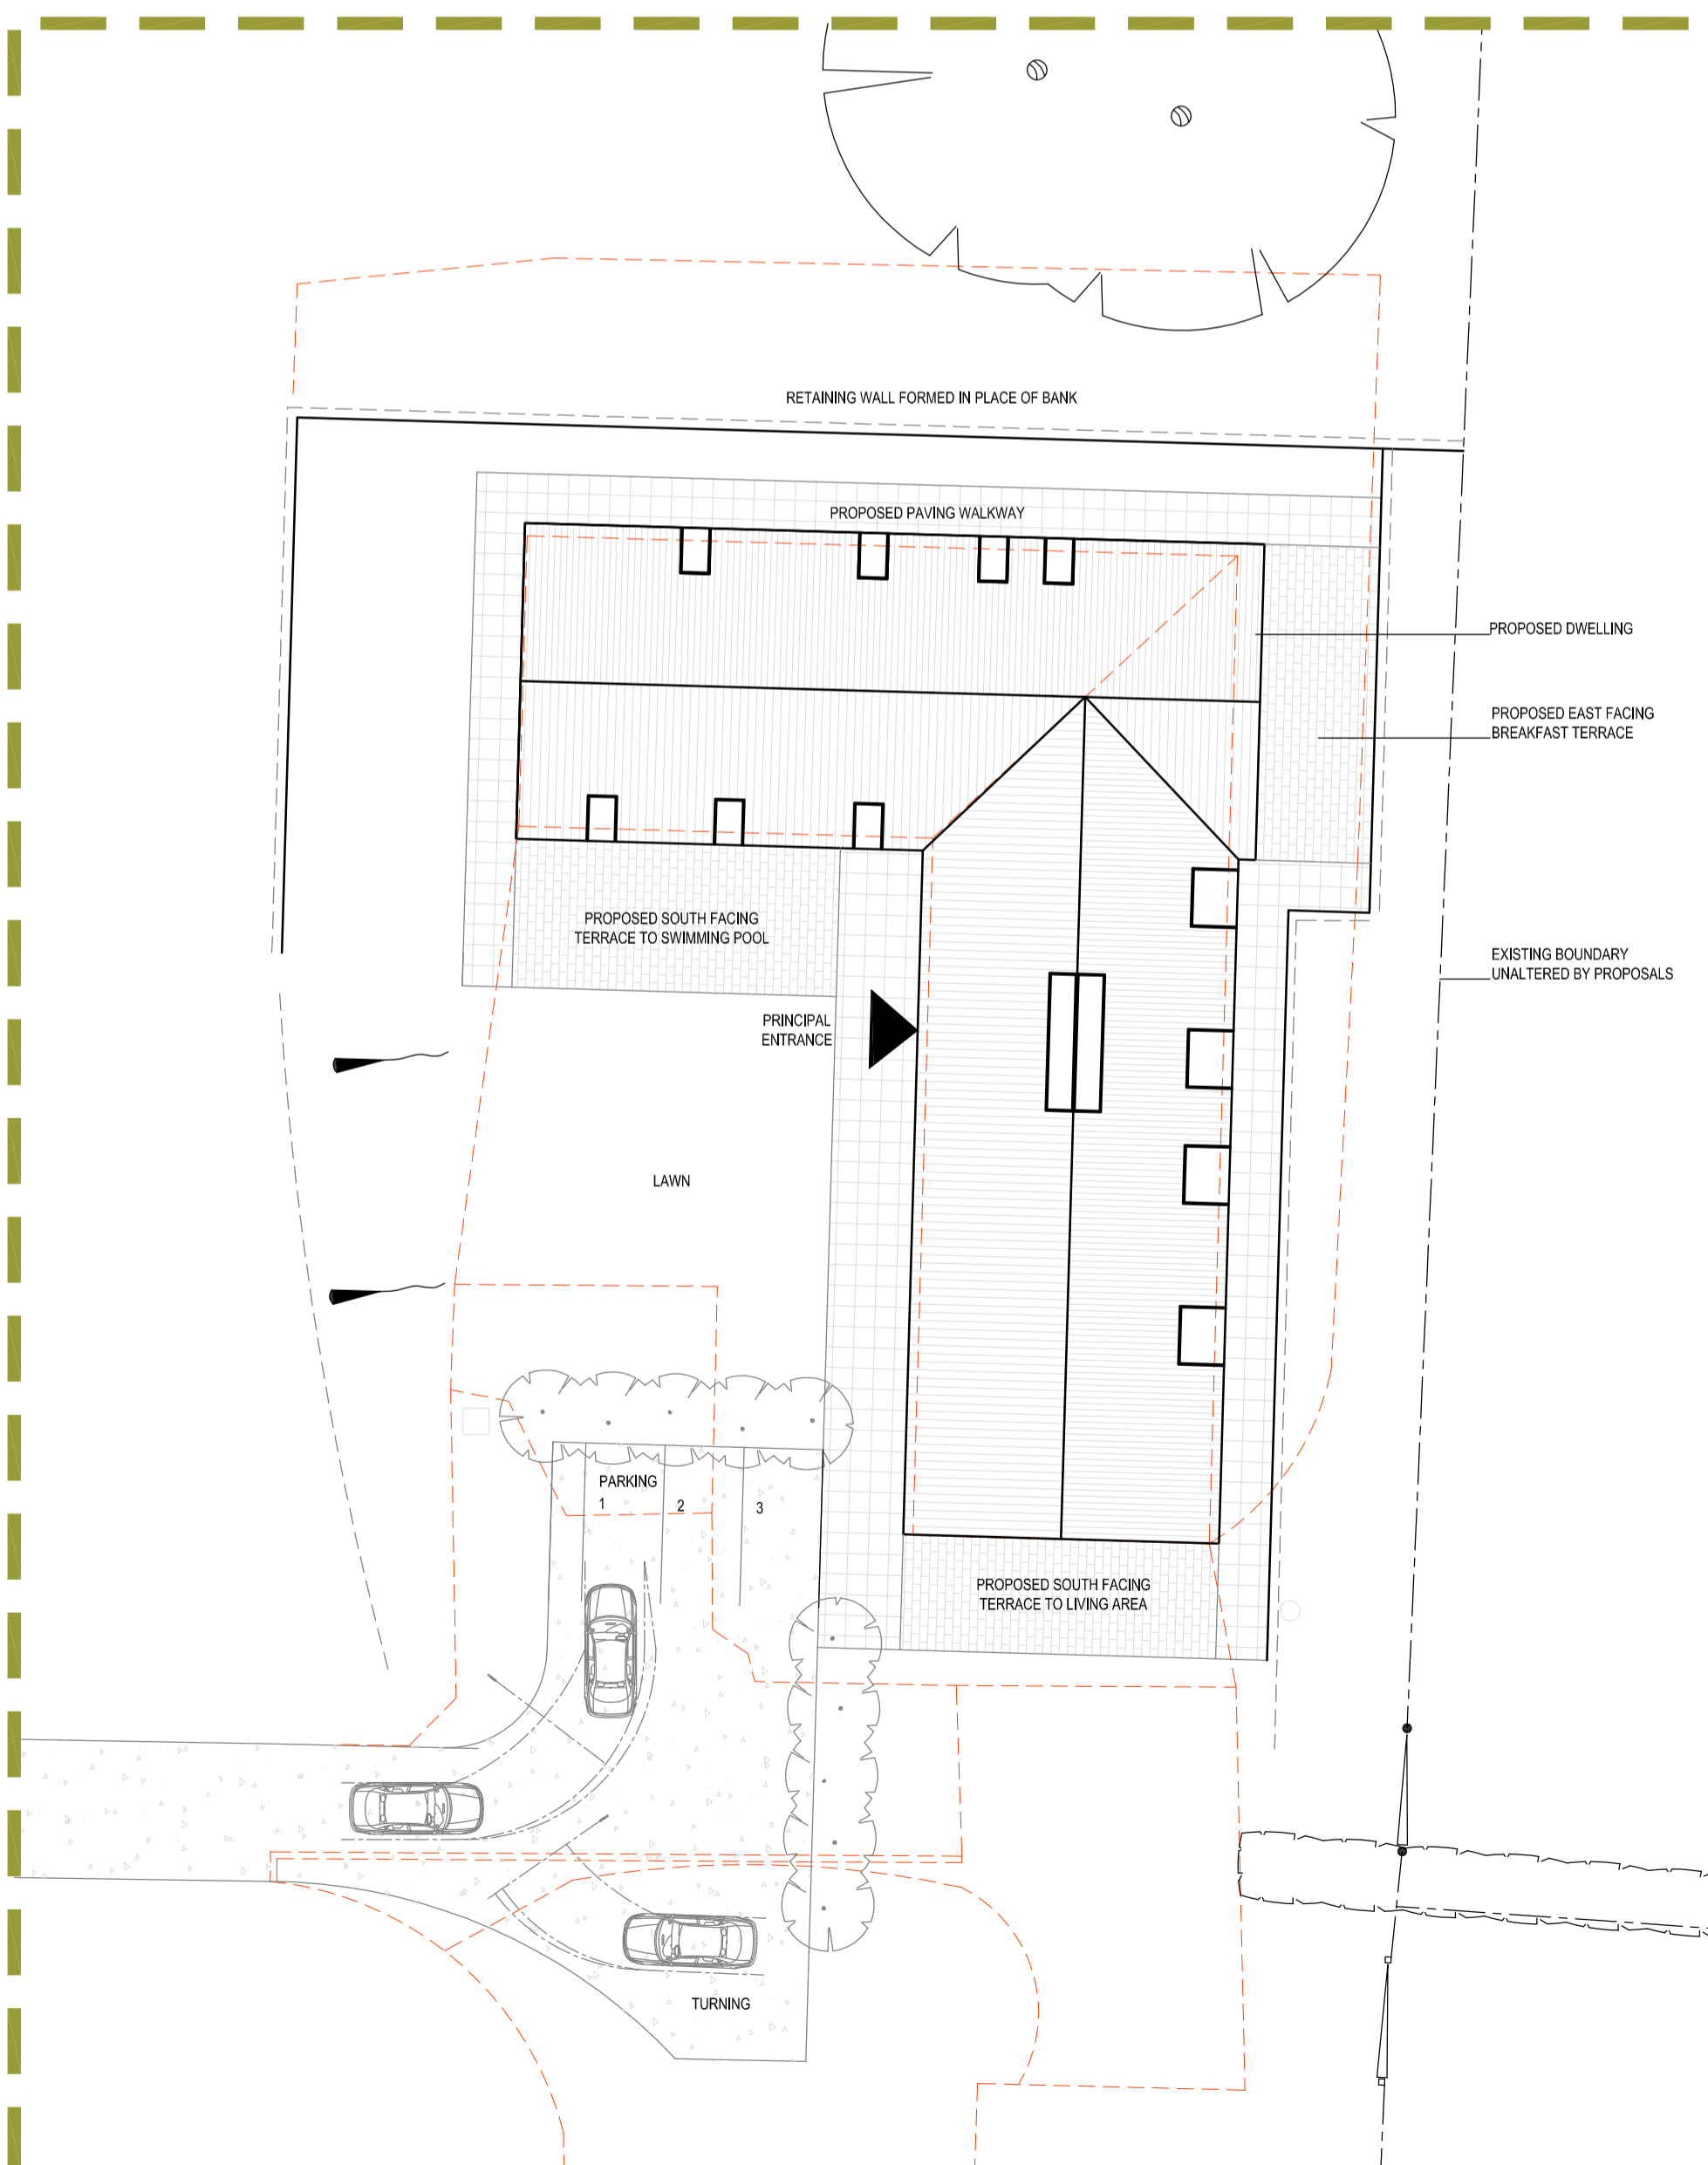 RETAINING WALL FORMED IN PLACE OF BANK
PROPOSED PAVING WALKWAY
PROPOSED DWELLING
PROPOSED EAST FACING
BREAKFAST TERRACE
PROPOSED SOUTH FACING
TERRACE TO SWIMMING POOL
EXISTING BOUNDARY
UNALTERED BY PROPOSALS
PRINCIPAL
ENTRANCE
LAWN
PARKING
1
2
3
PROPOSED SOUTH FACING
TERRACE TO LIVING AREA
TURNING